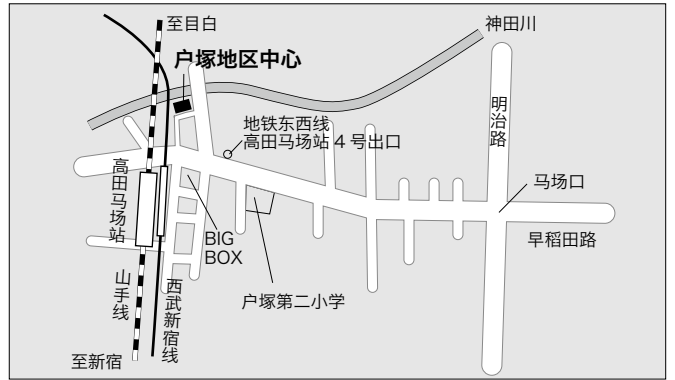 至目白
神田川
户塚地区中心
明治路
地铁东西线
高田马场站 4 号出口
高田马场站
马场口
早稻田路
BIG
BOX
山手线
西武新宿线
户塚第二小学
至新宿